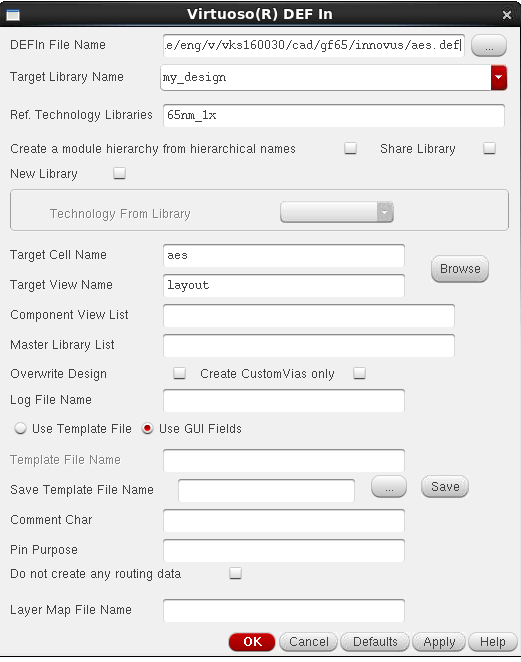 Virtuoso(R) DEF In
DEFIn File Name .e/eng/v/vks160030/cad/gf65/innovus/aes.def ...
Target Library Name my_design
Ref. Technology Libraries 65nm_lx
Create a module hierarchy from hierarchical names Share Library
New Library
Technology From Library
Target Cell Name aes
Browse
Target View Name layout
Component View List
Master Library List
Overwrite Design Create CustomVias only
Log File Name
Use Template File Use GUI Fields
Template File Name
Save Template File Name ... Save
Comment Char
Pin Purpose
Do not create any routing data
Layer Map File Name
OK Cancel Defaults Apply Help